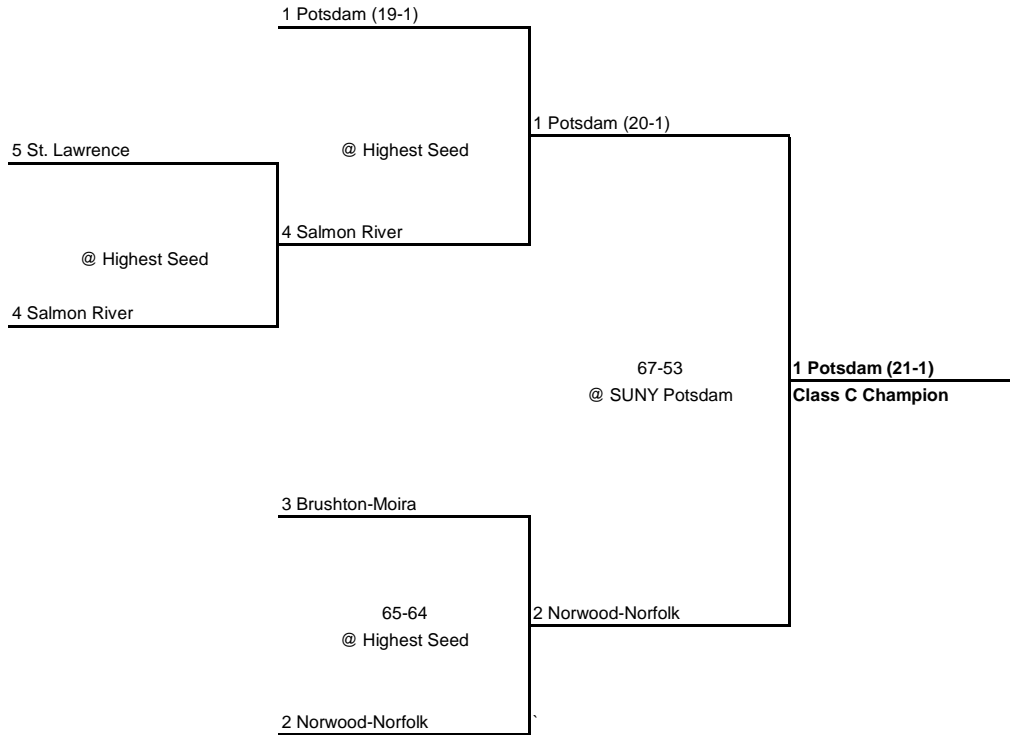 1 Potsdam (19-1)
1 Potsdam (20-1)
5 St. Lawrence
@ Highest Seed
4 Salmon River
@ Highest Seed
4 Salmon River
67-53
1 Potsdam (21-1)
@ SUNY Potsdam
Class C Champion
3 Brushton-Moira
65-64
2 Norwood-Norfolk
@ Highest Seed
2 Norwood-Norfolk
`